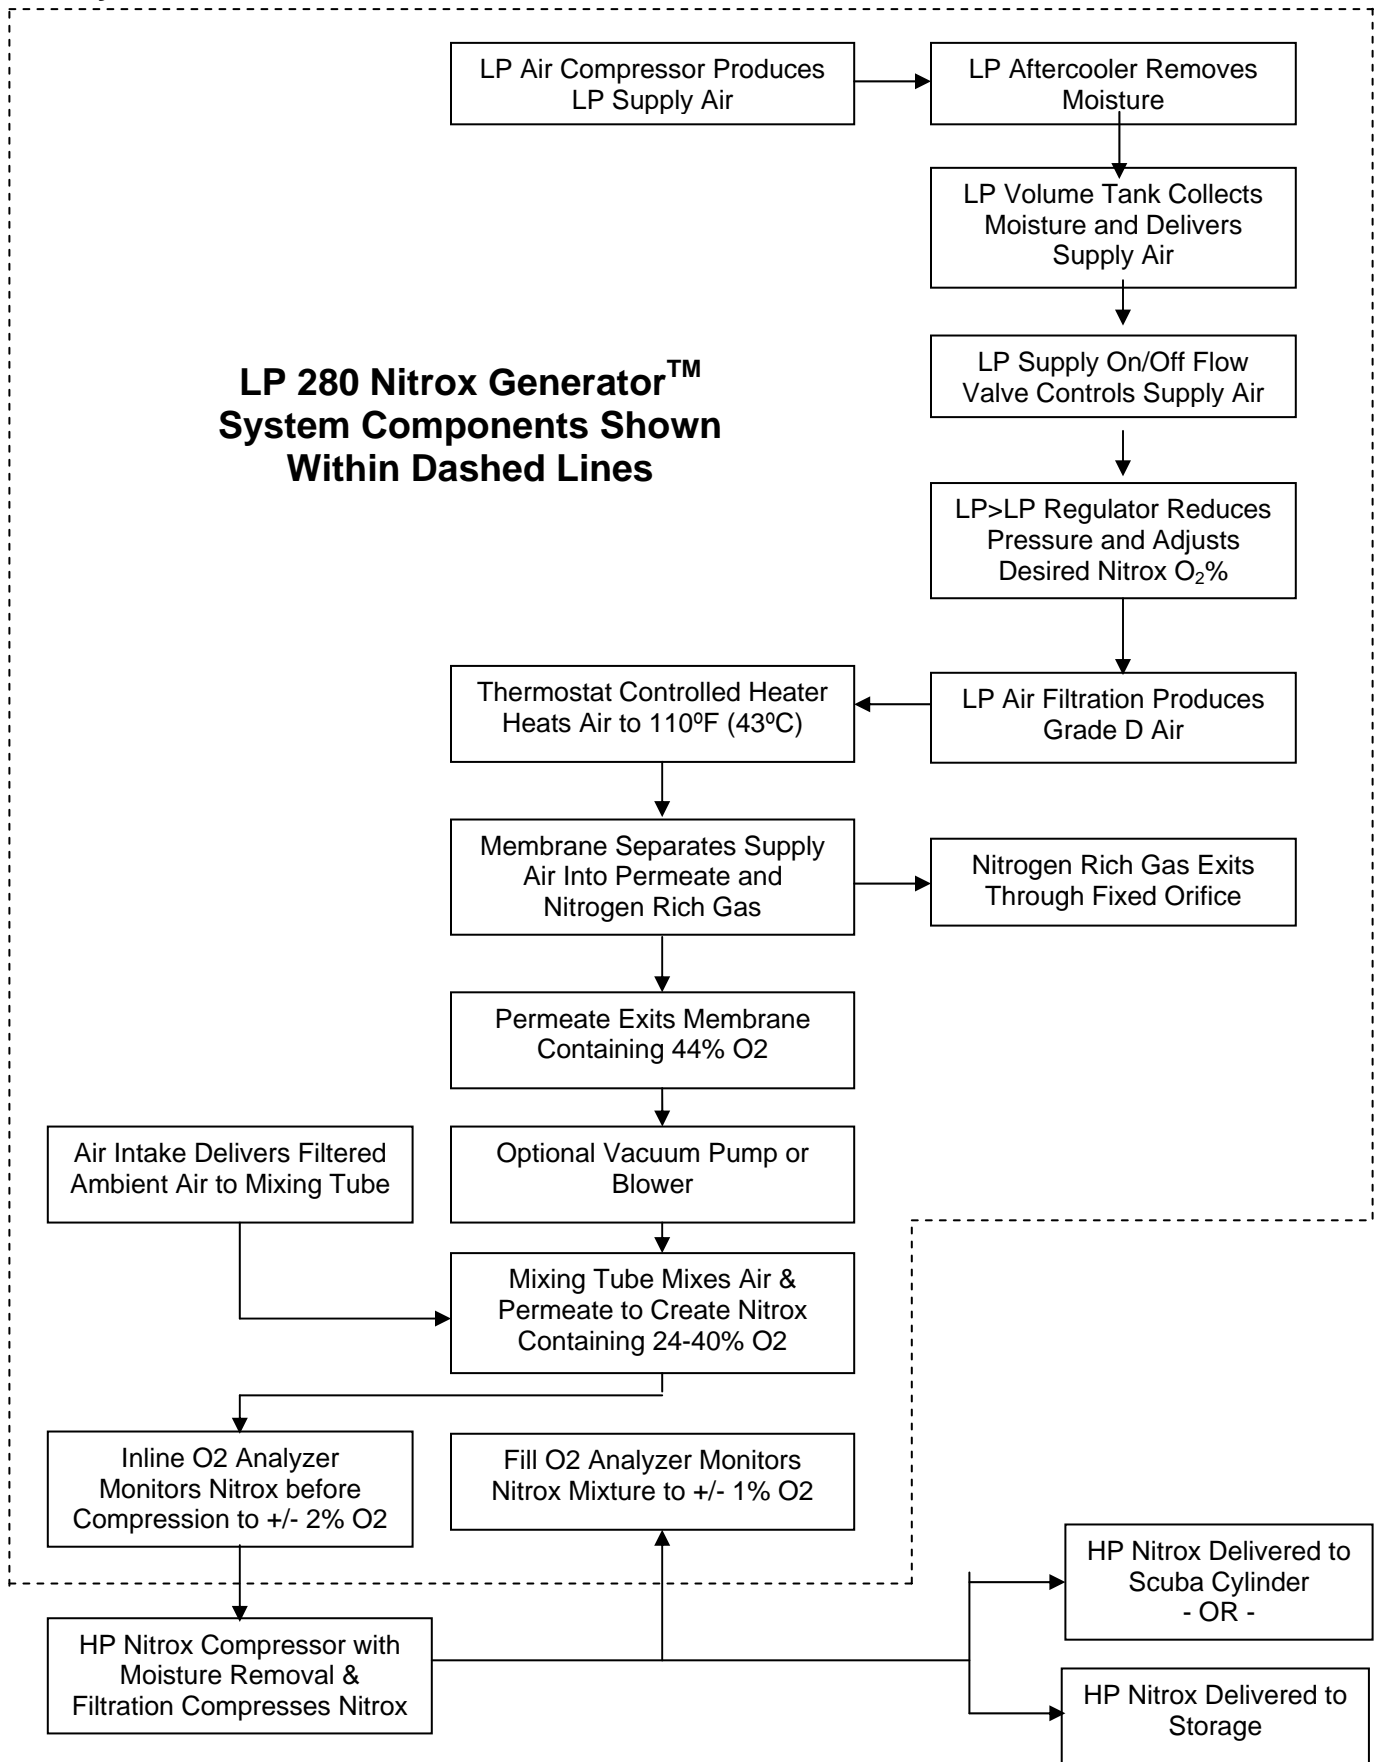 LP Air Compressor Produces
LP Supply Air
LP Aftercooler Removes
Moisture
LP Volume Tank Collects
Moisture and Delivers
Supply Air
LP 280 Nitrox Generator™
System Components Shown
Within Dashed Lines
LP Supply On/Off Flow
Valve Controls Supply Air
LP>LP Regulator Reduces
Pressure and Adjusts
Desired Nitrox O₂%
LP Air Filtration Produces
Grade D Air
Thermostat Controlled Heater
Heats Air to 110ºF (43ºC)
Membrane Separates Supply
Air Into Permeate and
Nitrogen Rich Gas
Nitrogen Rich Gas Exits
Through Fixed Orifice
Permeate Exits Membrane
Containing 44% O2
Air Intake Delivers Filtered
Ambient Air to Mixing Tube
Optional Vacuum Pump or
Blower
Mixing Tube Mixes Air &
Permeate to Create Nitrox
Containing 24-40% O2
Inline O2 Analyzer
Monitors Nitrox before
Compression to +/- 2% O2
Fill O2 Analyzer Monitors
Nitrox Mixture to +/- 1% O2
HP Nitrox Compressor with
Moisture Removal &
Filtration Compresses Nitrox
HP Nitrox Delivered to
Scuba Cylinder
- OR -
HP Nitrox Delivered to
Storage